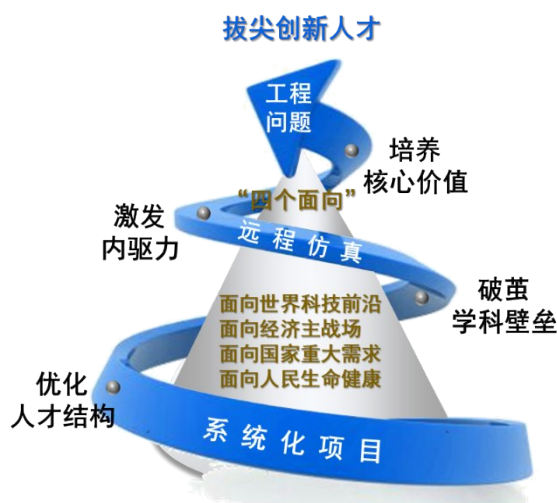 拔尖创新人才
工程
问题
培养
核心价值
“四个面向”
激发
内驱力
远程仿真
破茧
学科壁垒
面向世界科技前沿
面向经济主战场
面向国家重大需求
面向人民生命健康
优化
人才结构
系统化项目